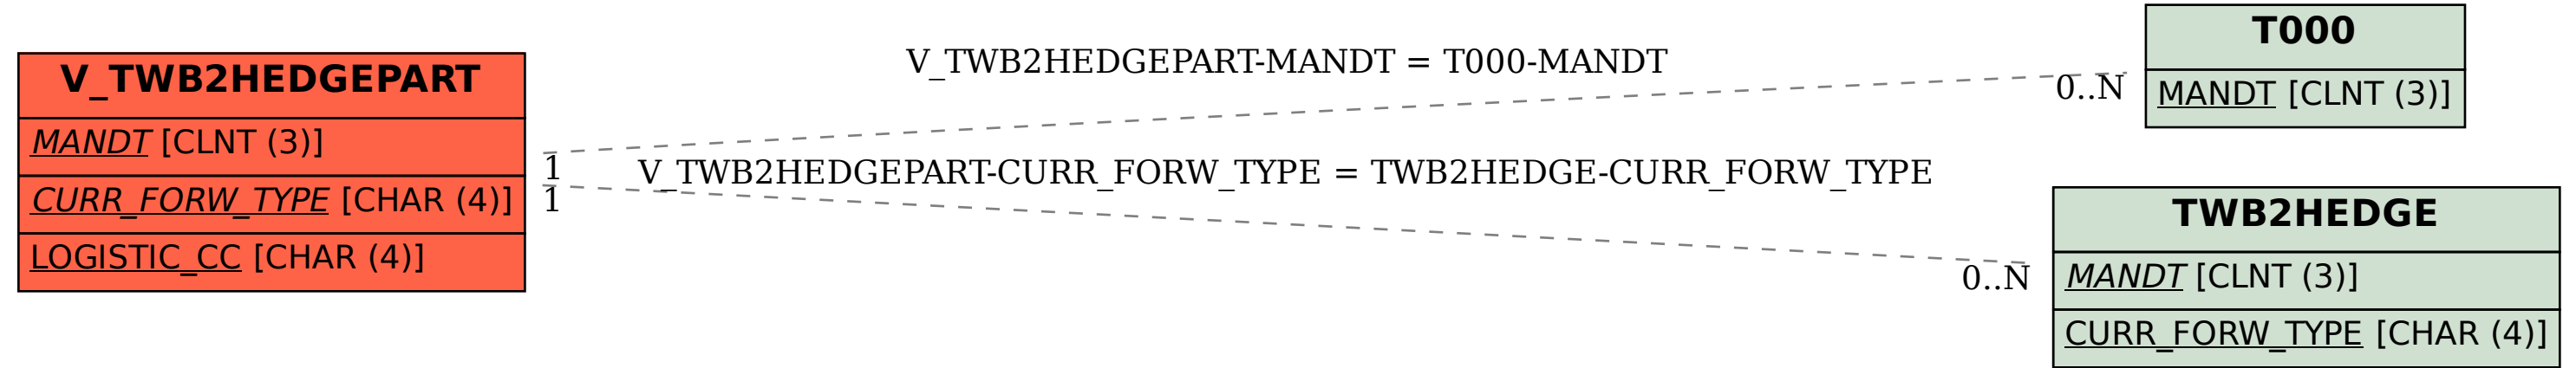 V_TWB2HEDGEPART
MANDT [CLNT (3)]
CURR_FORW_TYPE [CHAR (4)]
LOGISTIC_CC [CHAR (4)]
V_TWB2HEDGEPART-MANDT = T000-MANDT
1
0..N
V_TWB2HEDGEPART-CURR_FORW_TYPE = TWB2HEDGE-CURR_FORW_TYPE
1
0..N
T000
MANDT [CLNT (3)]
TWB2HEDGE
MANDT [CLNT (3)]
CURR_FORW_TYPE [CHAR (4)]